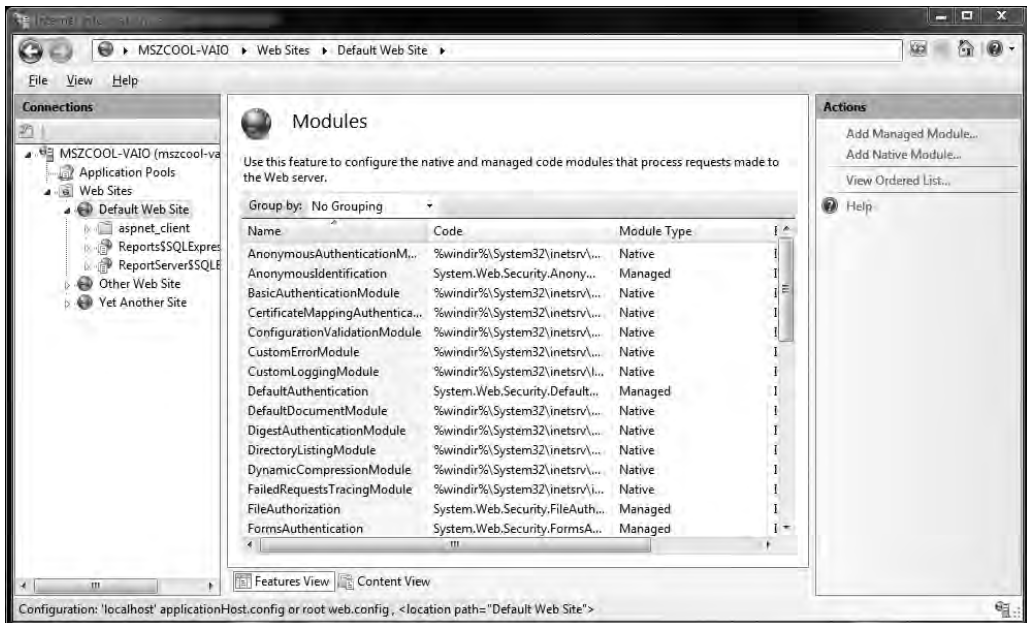 MSZCOOL-VAIO Web Sites Default Web Site
File View Help
Connections
MSZCOOL-VAIO (mszcool-va
Application Pools
Web Sites
Default Web Site
aspnet_client
Reports$SQLExpres
ReportServer$SQLE
Other Web Site
Yet Another Site
Modules
Use this feature to configure the native and managed code modules that process requests made to
the Web server.
Group by: No Grouping
Name Code Module Type
AnonymousAuthenticationM... %windir%\System32\inetsrv\... Native
AnonymousIdentification System.Web.Security.Anony... Managed
BasicAuthenticationModule %windir%\System32\inetsrv\... Native
CertificateMappingAuthentica... %windir%\System32\inetsrv\... Native
ConfigurationValidationModule %windir%\System32\inetsrv\... Native
CustomErrorModule %windir%\System32\inetsrv\... Native
CustomLoggingModule %windir%\System32\inetsrv\l... Native
DefaultAuthentication System.Web.Security.Default... Managed
DefaultDocumentModule %windir%\System32\inetsrv\... Native
DigestAuthenticationModule %windir%\System32\inetsrv\... Native
DirectoryListingModule %windir%\System32\inetsrv\... Native
DynamicCompressionModule %windir%\System32\inetsrv\... Native
FailedRequestsTracingModule %windir%\System32\inetsrv\i... Native
FileAuthorization System.Web.Security.FileAuth... Managed
FormsAuthentication System.Web.Security.FormsA... Managed
Features View Content View
Actions
Add Managed Module...
Add Native Module...
View Ordered List...
Help
Configuration: 'localhost' applicationHost.config or root web.config , <location path="Default Web Site">